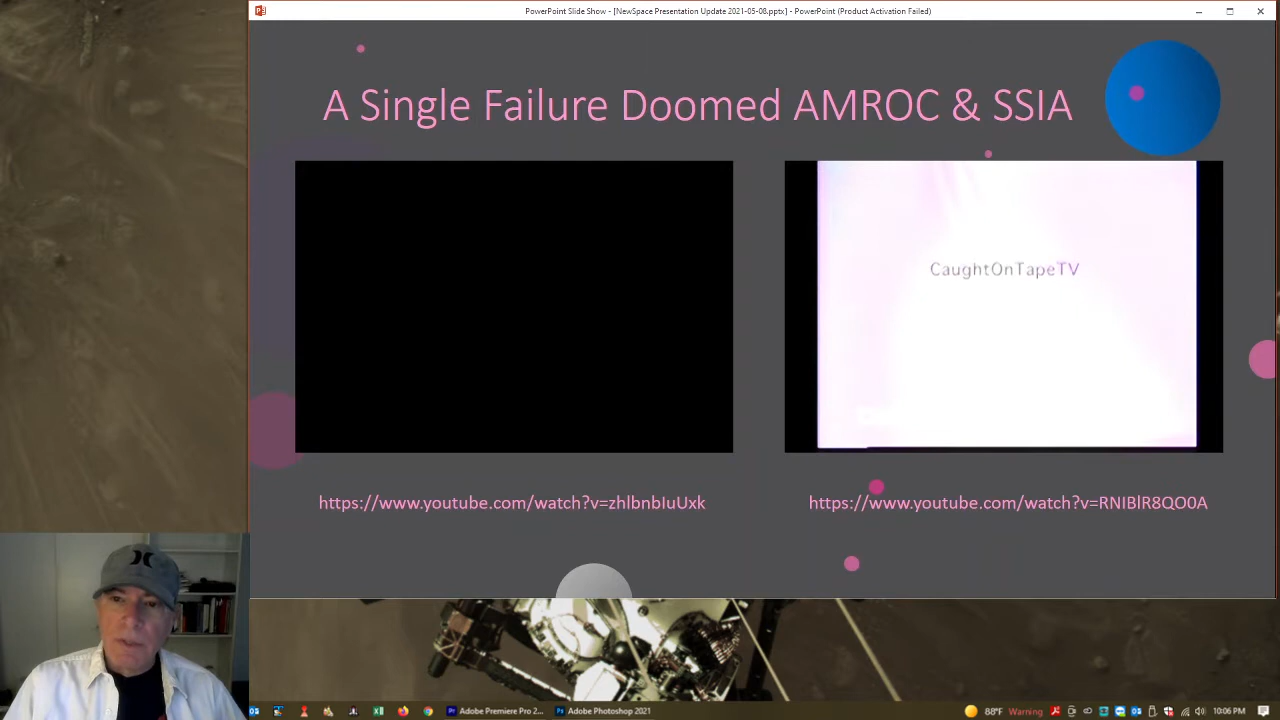 PowerPoint Slide Show - [NewSpace Presentation Update 2021-05-08.pptx] - PowerPoint (Product Activation Failed)
A Single Failure Doomed AMROC & SSIA
CaughtOnTapeTV
https://www.youtube.com/watch?v=zhlbnbIuUxk
https://www.youtube.com/watch?v=RNIBlR8QO0A
Adobe Premiere Pro 2...
Adobe Photoshop 2021
88°F Warning
10:06 PM